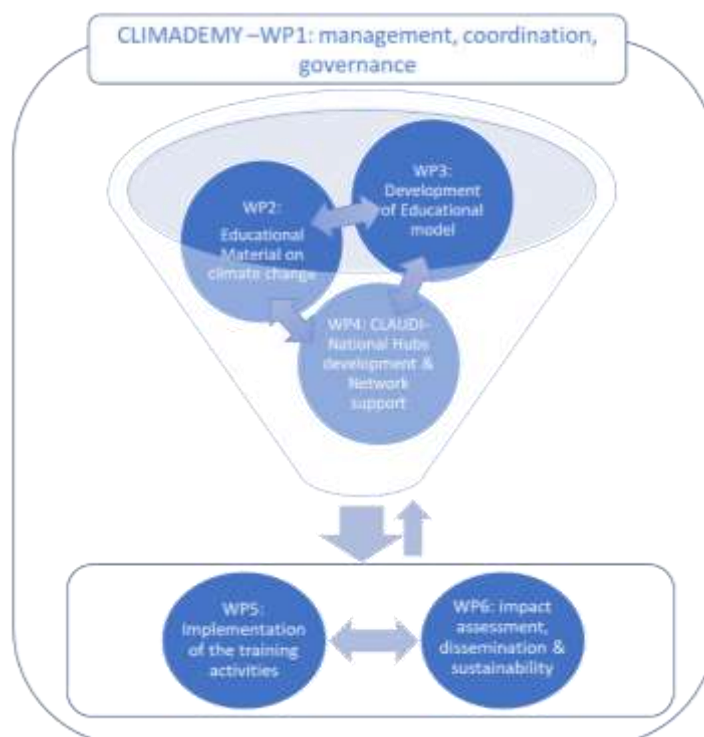 CLIMADEMY –WP1: management, coordination,
governance
WP3:
Development
of Educational
model
WP2:
Educational
Material on
climate change
WP4: CLAUDI-
National Hubs
development &
Network
support
WP5:
Implementation
of the training
activities
WP6: impact
assessment,
dissemination &
sustainability